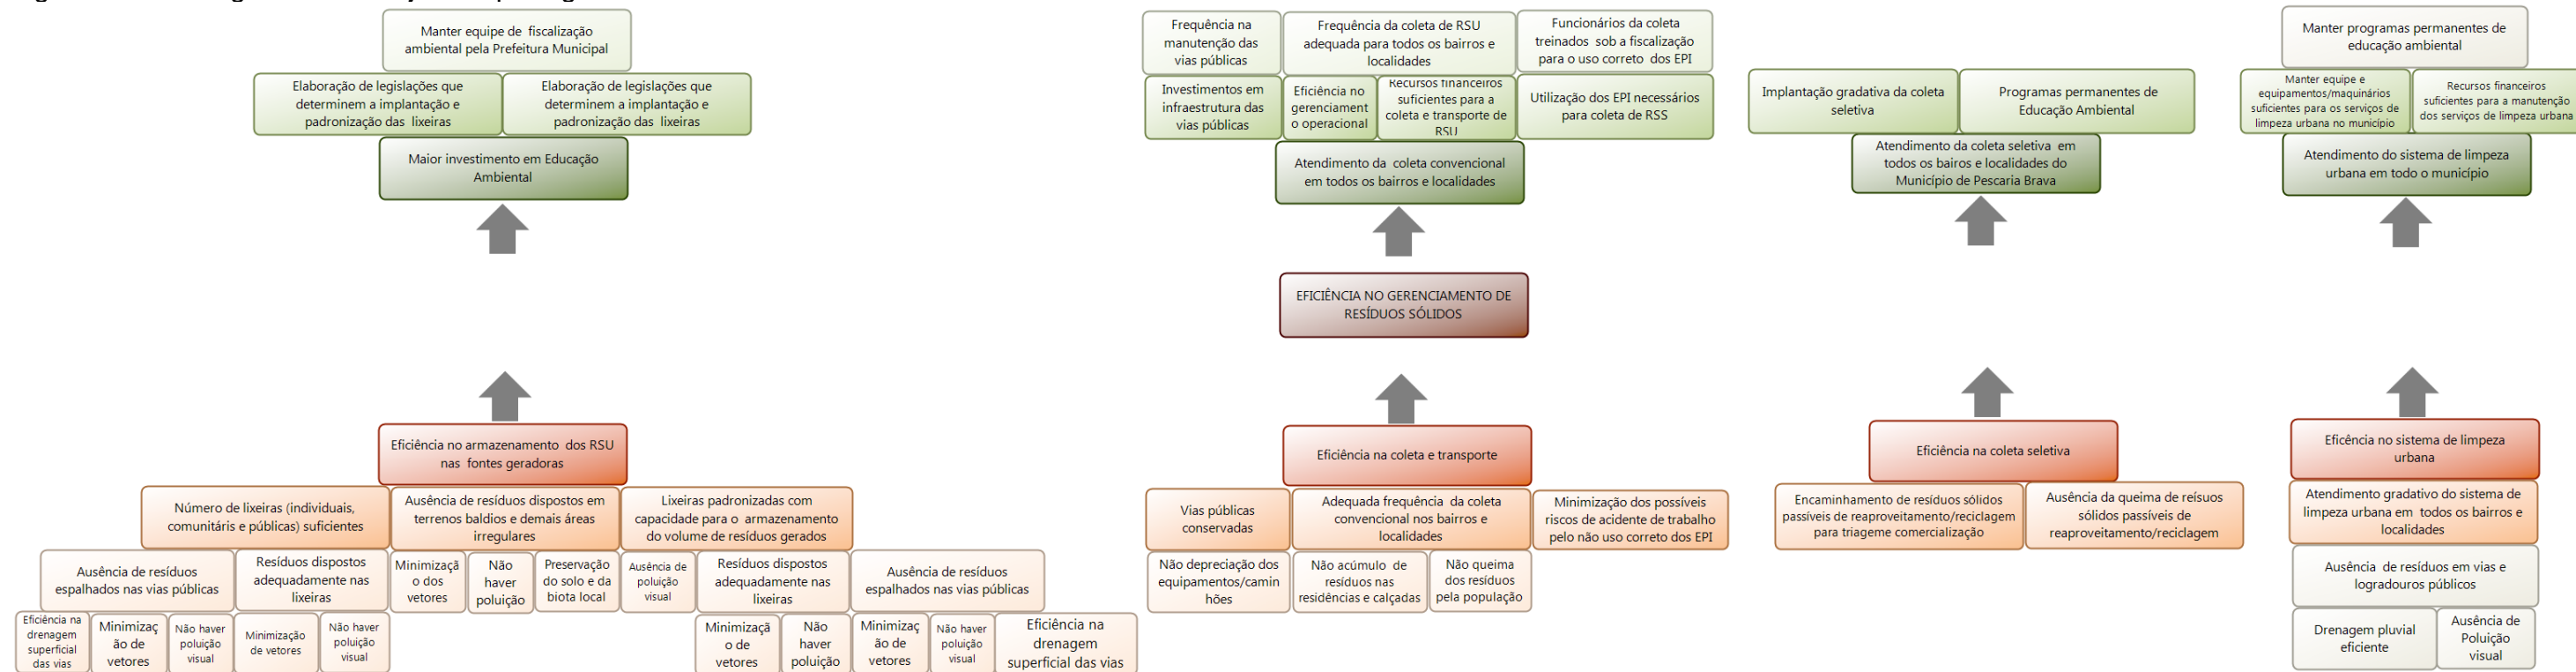 Manter equipe de fiscalização
ambiental pela Prefeitura Municipal
Elaboração de legislações que
determinem a implantação e
padronização das lixeiras
Elaboração de legislações que
determinem a implantação e
padronização das lixeiras
Maior investimento em Educação
Ambiental
Frequência na
manutenção das
vias públicas
Frequência da coleta de RSU
adequada para todos os bairros e
localidades
Funcionários da coleta
treinados sob a fiscalização
para o uso correto dos EPI
Investimentos em
infraestrutura das
vias públicas
Eficiência no
gerenciament
o operacional
Recursos financeiros
suficientes para a
coleta e transporte de
RSU
Utilização dos EPI necessários
para coleta de RSS
Atendimento da coleta convencional
em todos os bairros e localidades
Implantação gradativa da coleta
seletiva
Programas permanentes de
Educação Ambiental
Atendimento da coleta seletiva em
todos os bairos e localidades do
Município de Pescaria Brava
Manter programas permanentes de
educação ambiental
Manter equipe e
equipamentos/maquinários
suficientes para os serviços de
limpeza urbana no município
Recursos financeiros
suficientes para a manutenção
dos serviços de limpeza urbana
Atendimento do sistema de limpeza
urbana em todo o município
EFICIÊNCIA NO GERENCIAMENTO DE
RESÍDUOS SÓLIDOS
Eficiência no armazenamento dos RSU
nas fontes geradoras
Número de lixeiras (individuais,
comunitáris e públicas) suficientes
Ausência de resíduos dispostos em
terrenos baldios e demais áreas
irregulares
Lixeiras padronizadas com
capacidade para o armazenamento
do volume de resíduos gerados
Ausência de resíduos
espalhados nas vias públicas
Resíduos dispostos
adequadamente nas
lixeiras
Minimizaçã
o dos
vetores
Não
haver
poluição
Preservação
do solo e da
biota local
Ausência de
poluição
visual
Resíduos dispostos
adequadamente nas
lixeiras
Ausência de resíduos
espalhados nas vias públicas
Eficiência na
drenagem
superficial
das vias
Minimizaç
ão de
vetores
Não haver
poluição
visual
Minimização
de vetores
Não haver
poluição
visual
Minimizaçã
o de
vetores
Não
haver
poluição
Minimizaç
ão de
vetores
Não haver
poluição
visual
Eficiência na
drenagem
superficial das vias
Eficiência na coleta e transporte
Vias públicas
conservadas
Adequada frequência da coleta
convencional nos bairros e
localidades
Minimização dos possíveis
riscos de acidente de trabalho
pelo não uso correto dos EPI
Não depreciação dos
equipamentos/camin
hões
Não acúmulo de
resíduos nas
residências e calçadas
Não queima
dos resíduos
pela população
Eficiência na coleta seletiva
Encaminhamento de resíduos sólidos
passíveis de reaproveitamento/reciclagem
para triageme comercialização
Ausência da queima de reísuos
sólidos passíveis de
reaproveitamento/reciclagem
Eficência no sistema de limpeza
urbana
Atendimento gradativo do sistema de
limpeza urbana em todos os bairros e
localidades
Ausência de resíduos em vias e
logradouros públicos
Drenagem pluvial
eficiente
Ausência de
Poluição
visual